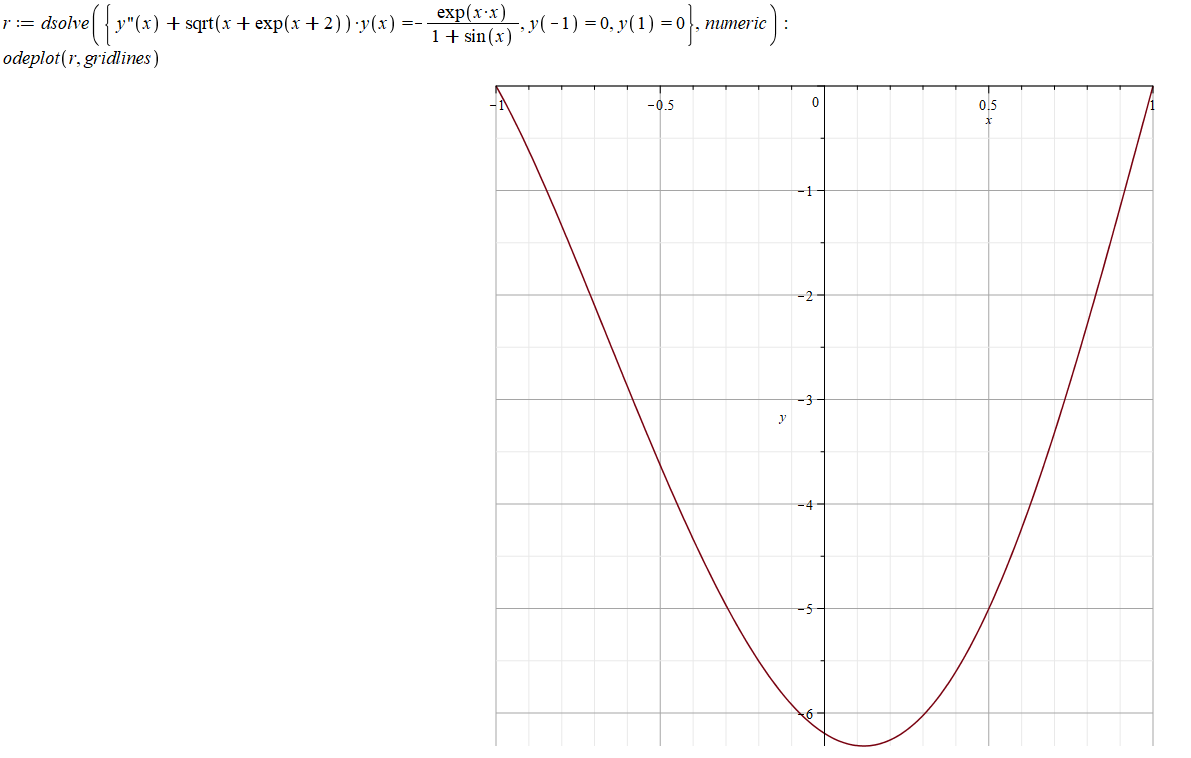 r := dsolve({y"(x) + sqrt(x + exp(x + 2))·y(x) =- exp(x·x)/(1 + sin(x)), y(-1) = 0, y(1) = 0}, numeric) :
odeplot(r, gridlines)
-1 -0.5 0 0.5 1
x
-1
-2
-3
y
-4
-5
-6